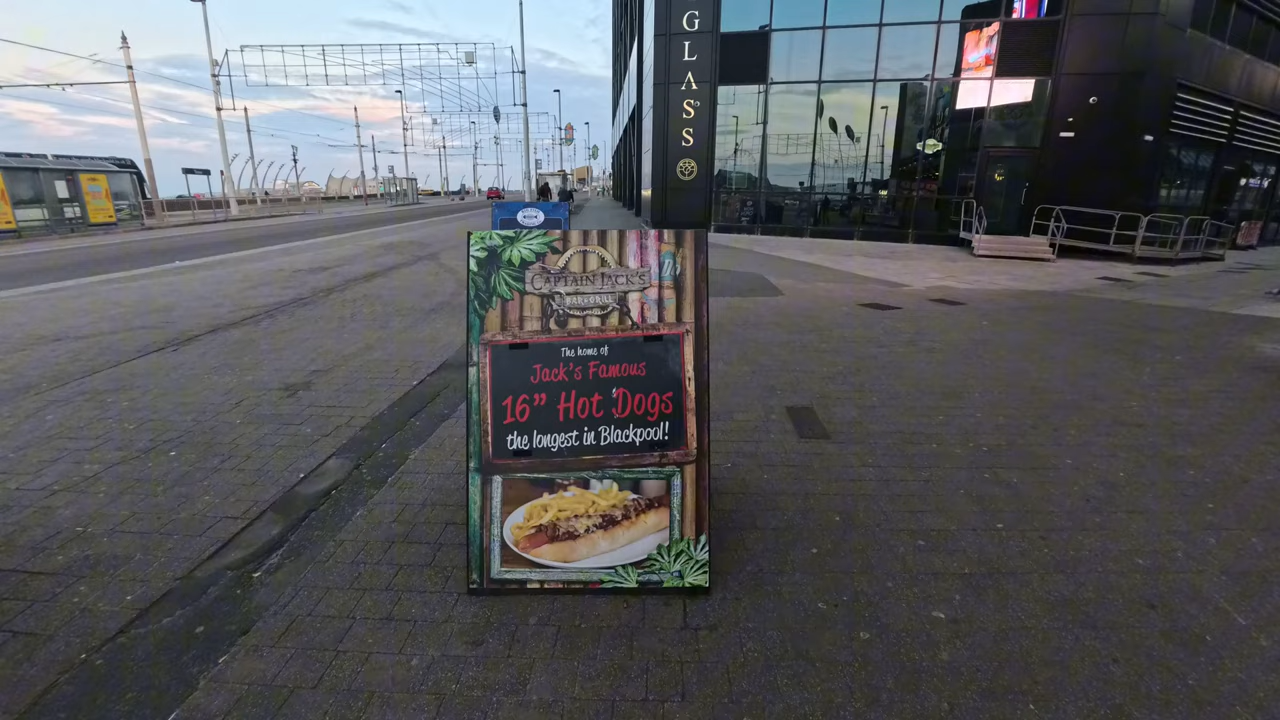 GLASS
CAPTAIN JACK'S
BAR & GRILL
The home of
Jack's Famous
16" Hot Dogs
the longest in Blackpool!